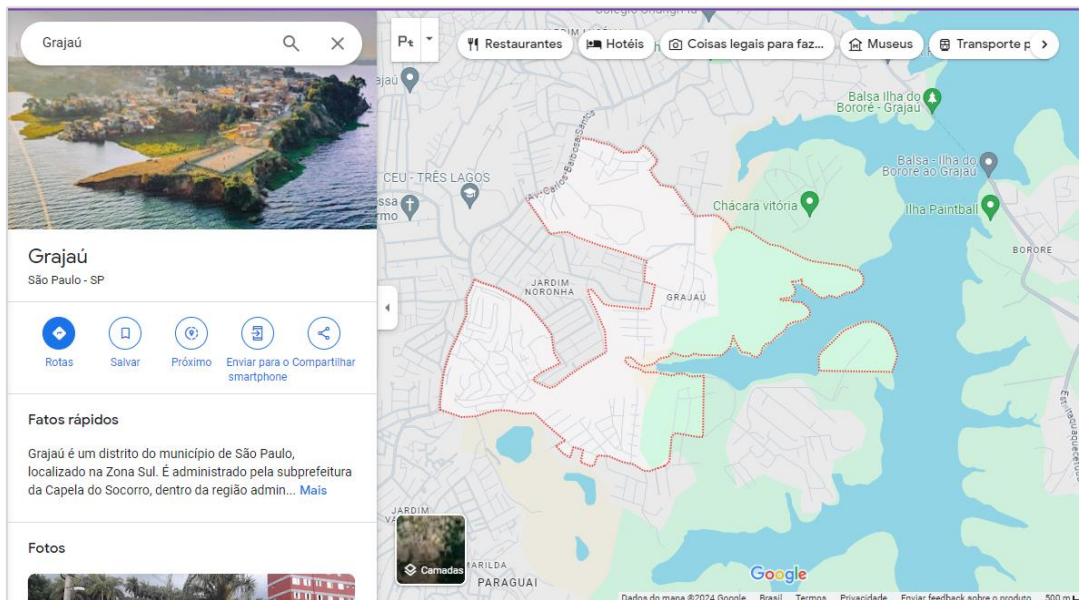 Grajaú
Grajaú
São Paulo - SP
Rotas
Salvar
Próximo
Enviar para o
smartphone
Compartilhar
Fatos rápidos
Grajaú é um distrito do município de São Paulo,
localizado na Zona Sul. É administrado pela subprefeitura
da Capela do Socorro, dentro da região admin... Mais
Fotos
Restaurantes
Hotéis
Coisas legais para faz...
Museus
Transporte p
Balsa Ilha do
Bororé - Grajaú
Av. Carlos Barbosa Santos
Balsa - Ilha do
Bororé ao Grajaú
CEU - TRÊS LAGOS
Chácara vitória
Ilha Paintball
BORORE
JARDIM
NORONHA
GRAJAÚ
JARDIM
Camadas
PARAGUAI
Google
Dados do mapa ©2024 Google
Brasil
Termos
Privacidade
Enviar feedback sobre o produto
500 m